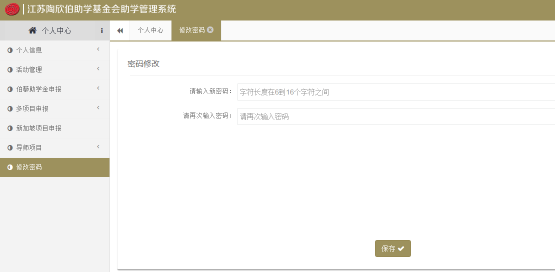 江苏陶欣伯助学基金会助学管理系统
个人中心
个人中心
修改密码
个人信息
活动管理
伯藜助学金申报
多项目申报
新加坡项目申报
导师项目
修改密码
密码修改
请输入新密码：
字符长度在6到16个字符之间
请再次输入密码：
请再次输入密码
保存